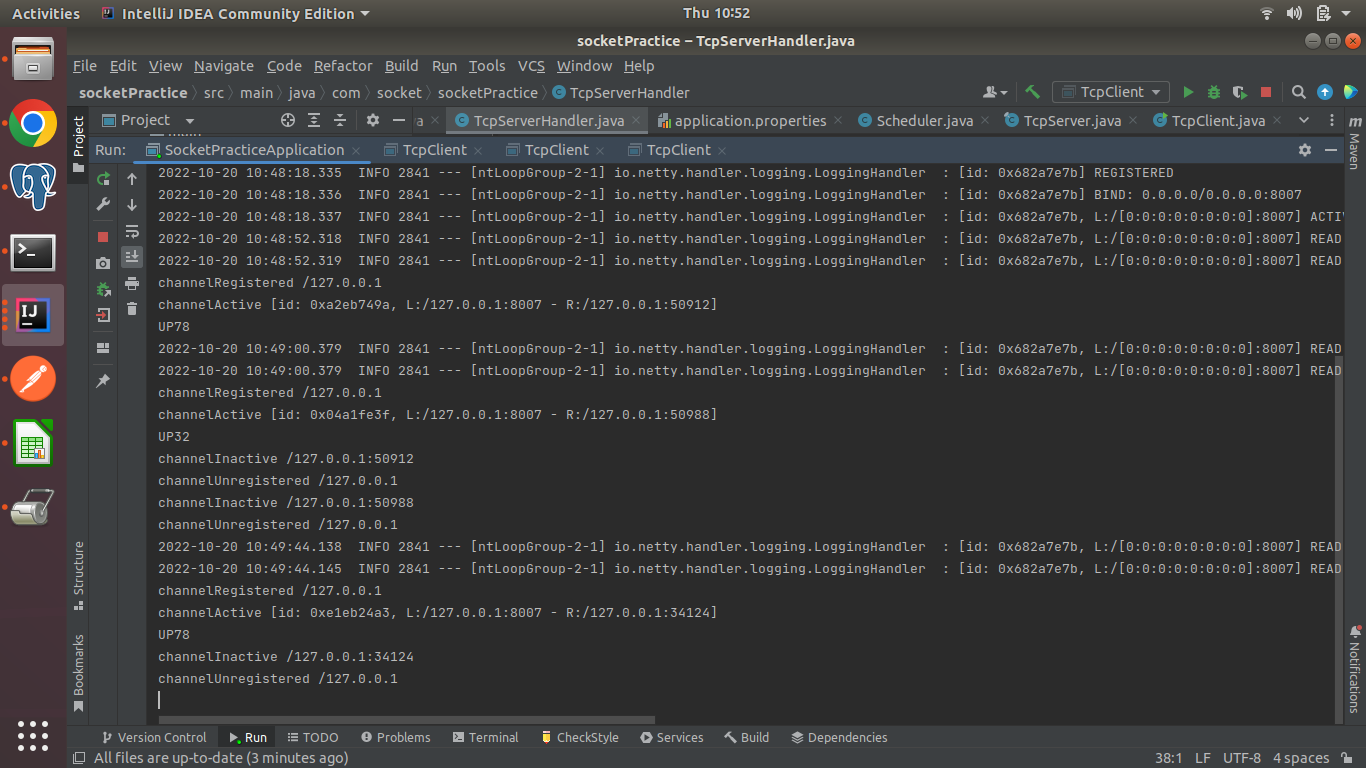 Activities IntelliJ IDEA Community Edition Thu 10:52
socketPractice – TcpServerHandler.java
File Edit View Navigate Code Refactor Build Run Tools VCS Window Help
socketPractice src main java com socket socketPractice TcpServerHandler TcpClient
Project a TcpServerHandler.java application.properties Scheduler.java TcpServer.java TcpClient.java
Run: SocketPracticeApplication TcpClient TcpClient TcpClient
2022-10-20 10:48:18.335 INFO 2841 --- [ntLoopGroup-2-1] io.netty.handler.logging.LoggingHandler : [id: 0x682a7e7b] REGISTERED
2022-10-20 10:48:18.336 INFO 2841 --- [ntLoopGroup-2-1] io.netty.handler.logging.LoggingHandler : [id: 0x682a7e7b] BIND: 0.0.0.0/0.0.0.0:8007
2022-10-20 10:48:18.337 INFO 2841 --- [ntLoopGroup-2-1] io.netty.handler.logging.LoggingHandler : [id: 0x682a7e7b, L:/[0:0:0:0:0:0:0:0]:8007] ACTIV
2022-10-20 10:48:52.318 INFO 2841 --- [ntLoopGroup-2-1] io.netty.handler.logging.LoggingHandler : [id: 0x682a7e7b, L:/[0:0:0:0:0:0:0:0]:8007] READ
2022-10-20 10:48:52.319 INFO 2841 --- [ntLoopGroup-2-1] io.netty.handler.logging.LoggingHandler : [id: 0x682a7e7b, L:/[0:0:0:0:0:0:0:0]:8007] READ
channelRegistered /127.0.0.1
channelActive [id: 0xa2eb749a, L:/127.0.0.1:8007 - R:/127.0.0.1:50912]
UP78
2022-10-20 10:49:00.379 INFO 2841 --- [ntLoopGroup-2-1] io.netty.handler.logging.LoggingHandler : [id: 0x682a7e7b, L:/[0:0:0:0:0:0:0:0]:8007] READ
2022-10-20 10:49:00.379 INFO 2841 --- [ntLoopGroup-2-1] io.netty.handler.logging.LoggingHandler : [id: 0x682a7e7b, L:/[0:0:0:0:0:0:0:0]:8007] READ
channelRegistered /127.0.0.1
channelActive [id: 0x04a1fe3f, L:/127.0.0.1:8007 - R:/127.0.0.1:50988]
UP32
channelInactive /127.0.0.1:50912
channelUnregistered /127.0.0.1
channelInactive /127.0.0.1:50988
channelUnregistered /127.0.0.1
2022-10-20 10:49:44.138 INFO 2841 --- [ntLoopGroup-2-1] io.netty.handler.logging.LoggingHandler : [id: 0x682a7e7b, L:/[0:0:0:0:0:0:0:0]:8007] READ
2022-10-20 10:49:44.145 INFO 2841 --- [ntLoopGroup-2-1] io.netty.handler.logging.LoggingHandler : [id: 0x682a7e7b, L:/[0:0:0:0:0:0:0:0]:8007] READ
channelRegistered /127.0.0.1
channelActive [id: 0xe1eb24a3, L:/127.0.0.1:8007 - R:/127.0.0.1:34124]
UP78
channelInactive /127.0.0.1:34124
channelUnregistered /127.0.0.1
Project
Structure
Bookmarks
Maven
Notifications
Version Control Run TODO Problems Terminal CheckStyle Services Build Dependencies
All files are up-to-date (3 minutes ago) 38:1 LF UTF-8 4 spaces